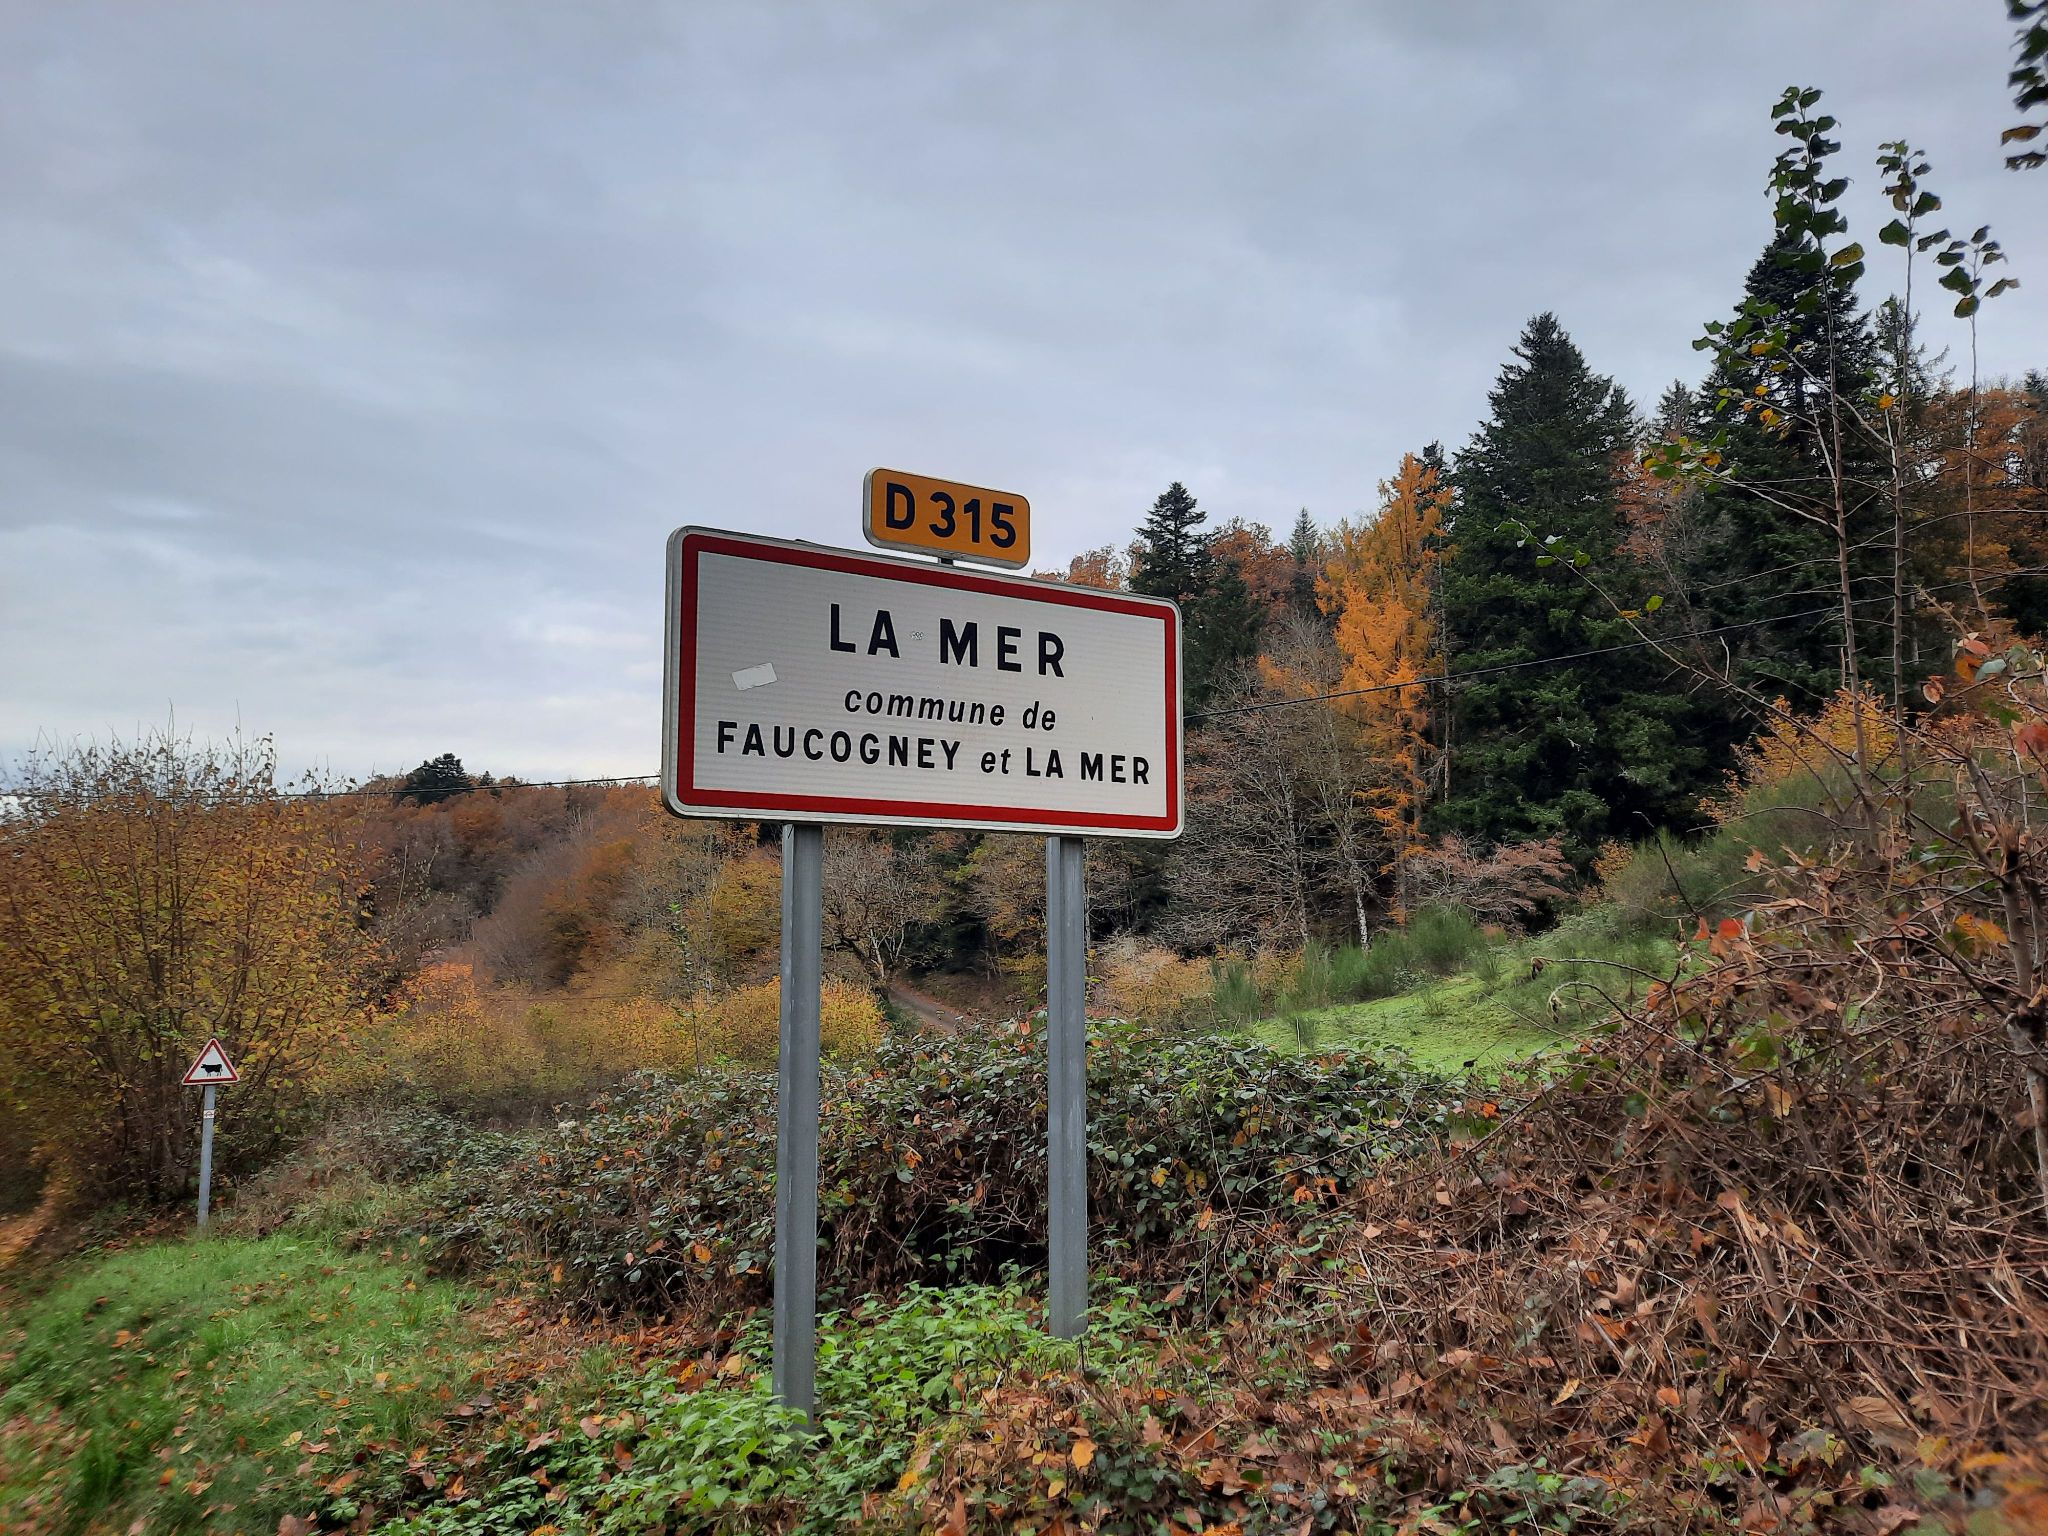 D 315
LA MER
commune de
FAUCOGNEY et LA MER